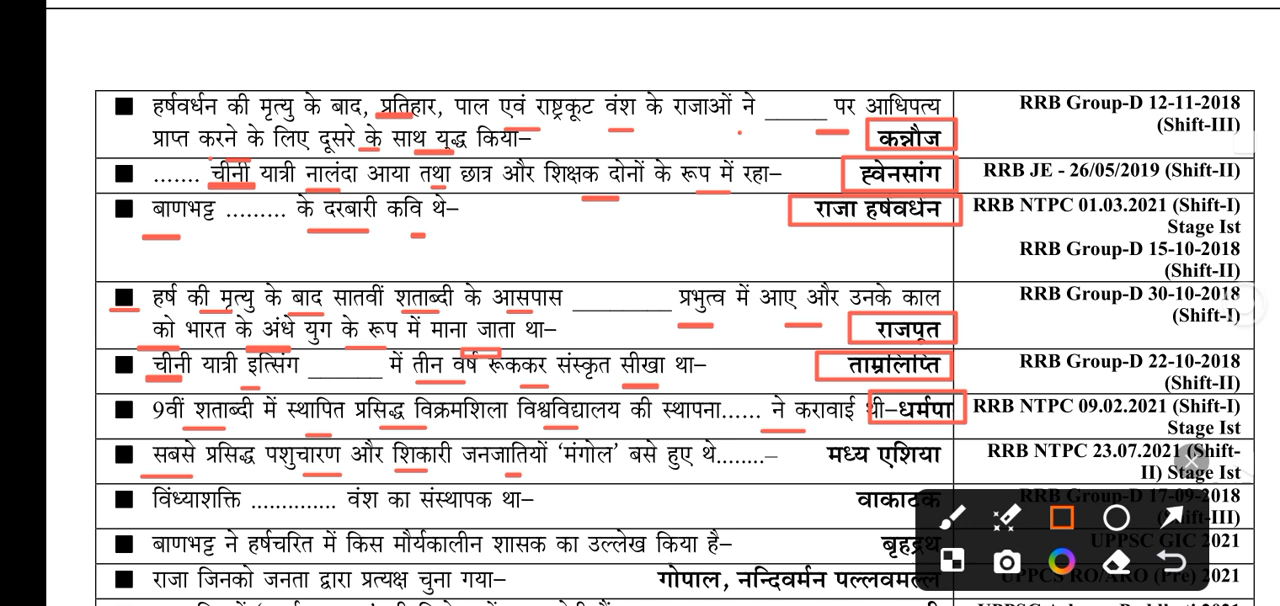 ■ हर्षवर्धन की मृत्यु के बाद, प्रतिहार, पाल एवं राष्ट्रकूट वंश के राजाओं ने _____ पर आधिपत्य RRB Group-D 12-11-2018
प्राप्त करने के लिए दूसरे के साथ युद्ध किया– कन्नौज (Shift-III)
■ ....... चीनी यात्री नालंदा आया तथा छात्र और शिक्षक दोनों के रूप में रहा– ह्वेनसांग RRB JE - 26/05/2019 (Shift-II)
■ बाणभट्ट ......... के दरबारी कवि थे– राजा हर्षवर्धन RRB NTPC 01.03.2021 (Shift-I)
Stage Ist
RRB Group-D 15-10-2018
(Shift-II)
■ हर्ष की मृत्यु के बाद सातवीं शताब्दी के आसपास ________ प्रभुत्व में आए और उनके काल RRB Group-D 30-10-2018
को भारत के अंधे युग के रूप में माना जाता था– राजपूत (Shift-I)
■ चीनी यात्री इत्सिंग ______ में तीन वर्ष रूककर संस्कृत सीखा था– ताम्रलिप्ति RRB Group-D 22-10-2018
(Shift-II)
■ 9वीं शताब्दी में स्थापित प्रसिद्ध विक्रमशिला विश्वविद्यालय की स्थापना...... ने करावाई थी–धर्मपा RRB NTPC 09.02.2021 (Shift-I)
Stage Ist
■ सबसे प्रसिद्ध पशुचारण और शिकारी जनजातियों ‘मंगोल’ बसे हुए थे........– मध्य एशिया RRB NTPC 23.07.2021 (Shift-
II) Stage Ist
■ विंध्याशक्ति .............. वंश का संस्थापक था– वाकाटक RRB Group-D 17-09-2018
(Shift-III)
■ बाणभट्ट ने हर्षचरित में किस मौर्यकालीन शासक का उल्लेख किया है– बृहद्रथ UPPSC GIC 2021
■ राजा जिनको जनता द्वारा प्रत्यक्ष चुना गया– गोपाल, नन्दिवर्मन पल्लवमल्ल UPPCS RO/ARO (Pre) 2021